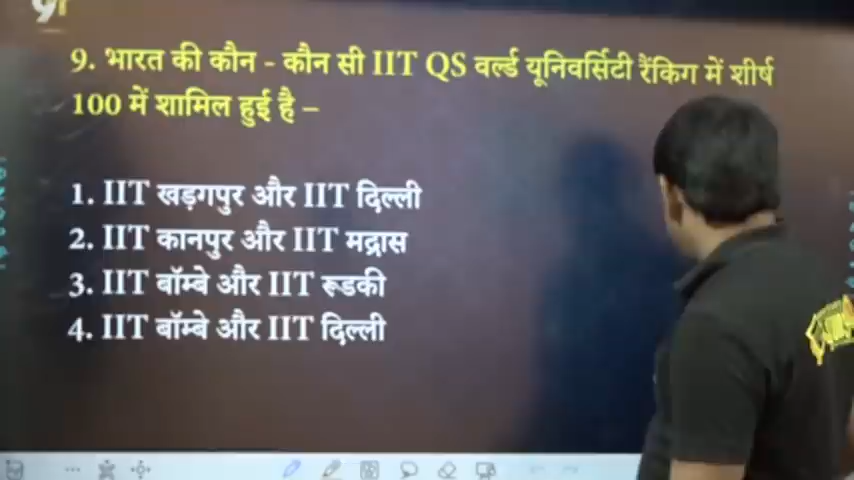 9. भारत की कौन - कौन सी IIT QS वर्ल्ड यूनिवर्सिटी रैंकिग में शीर्ष
100 में शामिल हुई है –
1. IIT खड़गपुर और IIT दिल्ली
2. IIT कानपुर और IIT मद्रास
3. IIT बॉम्बे और IIT रूडकी
4. IIT बॉम्बे और IIT दिल्ली